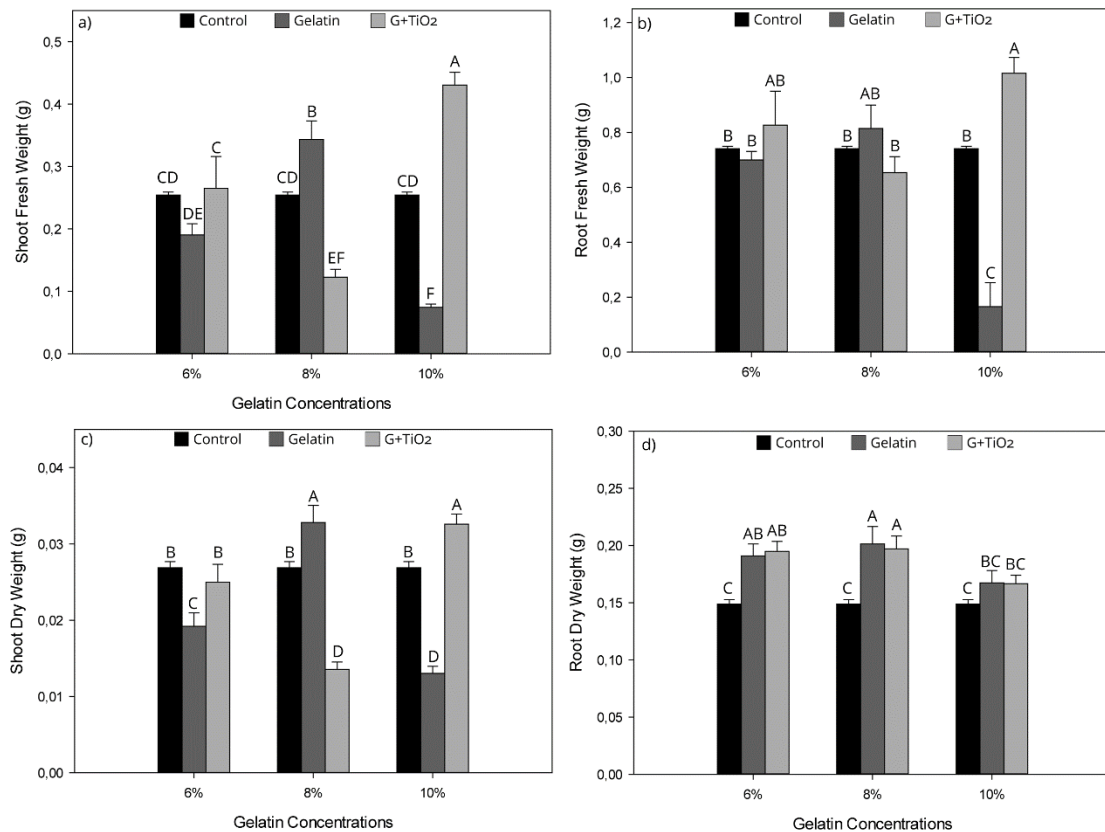 a)
Control Gelatin G+TiO2
Shoot Fresh Weight (g)
0,5
0,4
0,3
0,2
0,1
0,0
CD DE C
CD B EF
CD F A
6% 8% 10%
Gelatin Concentrations
b)
Control Gelatin G+TiO2
Root Fresh Weight (g)
1,2
1,0
0,8
0,6
0,4
0,2
0,0
B B AB
B AB B
B C A
6% 8% 10%
Gelatin Concentrations
c)
Control Gelatin G+TiO2
Shoot Dry Weight (g)
0,04
0,03
0,02
0,01
0,00
B C B
B A D
B D A
6% 8% 10%
Gelatin Concentrations
d)
Control Gelatin G+TiO2
Root Dry Weight (g)
0,30
0,25
0,20
0,15
0,10
0,05
0,00
C AB AB
C A A
C BC BC
6% 8% 10%
Gelatin Concentrations